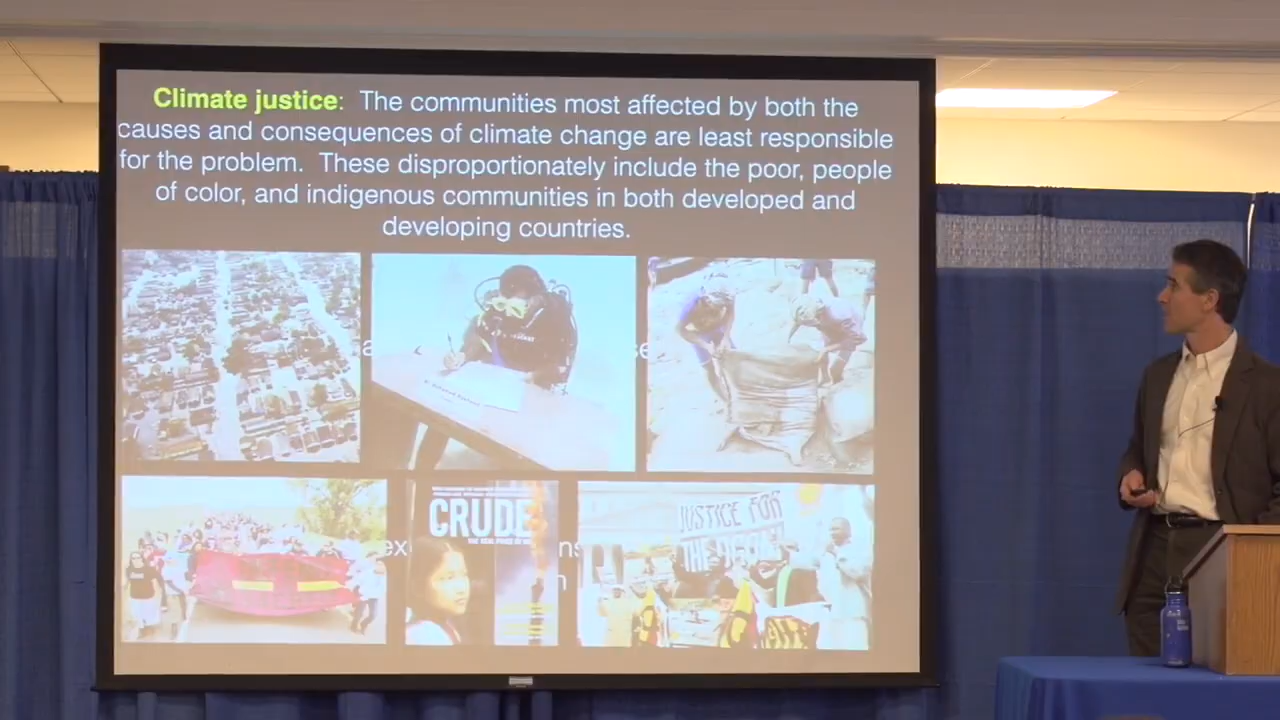 Climate justice: The communities most affected by both the
causes and consequences of climate change are least responsible
for the problem. These disproportionately include the poor, people
of color, and indigenous communities in both developed and
developing countries.
CRUDE
JUSTICE FOR
THE